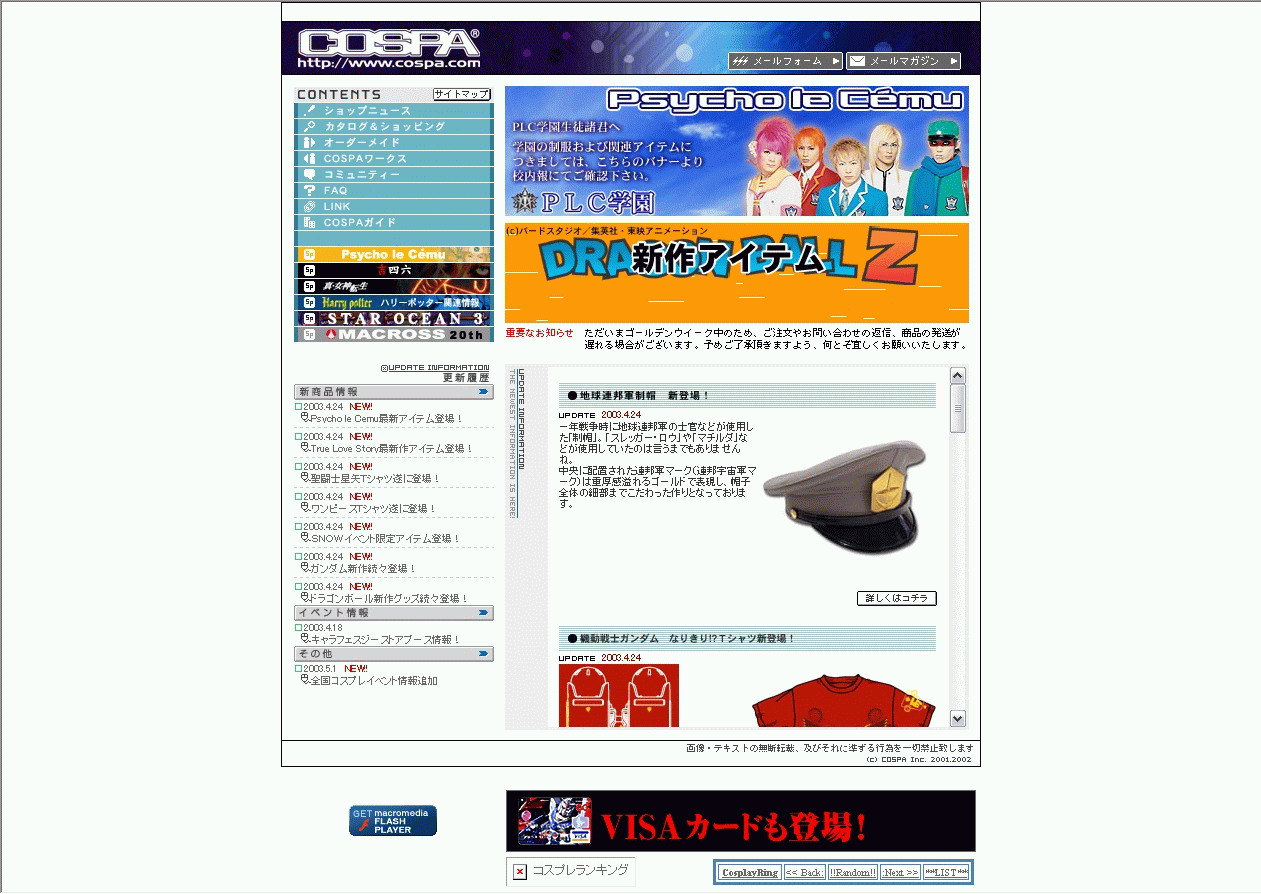 COSPA®
http://www.cospa.com
メールフォーム
メールマガジン
CONTENTS
サイトマップ
ショップニュース
カタログ＆ショッピング
オーダーメイド
COSPAワークス
コミュニティー
FAQ
LINK
COSPAガイド
Sp Psycho le Cému
Sp 吉四六
Sp 真・女神転生
Sp Harry potter ハリーポッター関連情報
Sp STAR OCEAN 3
Sp MACROSS 20th
Psycho le Cému
PLC学園生徒諸君へ
学園の制服および関連アイテムに
つきましては、こちらのバナーより
校内報にてご確認下さい。
PLC学園
(c)バードスタジオ／集英社・東映アニメーション
DRAGONBALL Z
新作アイテム
重要なお知らせ ただいまゴールデンウイーク中のため、ご注文やお問い合わせの返信、商品の発送が
遅れる場合がございます。予めご了承頂きますよう、何とぞ宜しくお願いいたします。
◎UPDATE INFORMATION
更新履歴
新商品情報
2003.4.24 NEW!!
Psycho le Cemu最新アイテム登場！
2003.4.24 NEW!!
True Love Story最新作アイテム登場！
2003.4.24 NEW!!
聖闘士星矢Tシャツ遂に登場！
2003.4.24 NEW!!
ワンピースTシャツ遂に登場！
2003.4.24 NEW!!
SNOWイベント限定アイテム登場！
2003.4.24 NEW!!
ガンダム新作続々登場！
2003.4.24 NEW!!
ドラゴンボール新作グッズ続々登場！
イベント情報
2003.4.18
キャラフェスジーストアブース情報！
その他
2003.5.1 NEW!!
全国コスプレイベント情報追加
UPDATE INFORMATION
THE NEWEST INFORMATION IS HERE!
●地球連邦軍制帽　新登場！
UPDATE 2003.4.24
一年戦争時に地球連邦軍の士官などが使用し
た「制帽」。「スレッガー・ロウ」や「マチルダ」な
どが使用していたのは言うまでもありません
ね。
中央に配置された連邦軍マーク（連邦宇宙軍マ
ーク）は重厚感溢れるゴールドで表現し、帽子
全体の細部までこだわった作りとなっておりま
す。
詳しくはコチラ
●機動戦士ガンダム　なりきり!?Tシャツ新登場！
UPDATE 2003.4.24
画像・テキストの無断転載、及びそれに準ずる行為を一切禁止致します
(c) COSPA Inc. 2001,2002
GET macromedia
FLASH
PLAYER
VISA
VISAカードも登場！
コスプレランキング
CosplayRing
<< Back:
!!Random!!
:Next >>
**LIST**